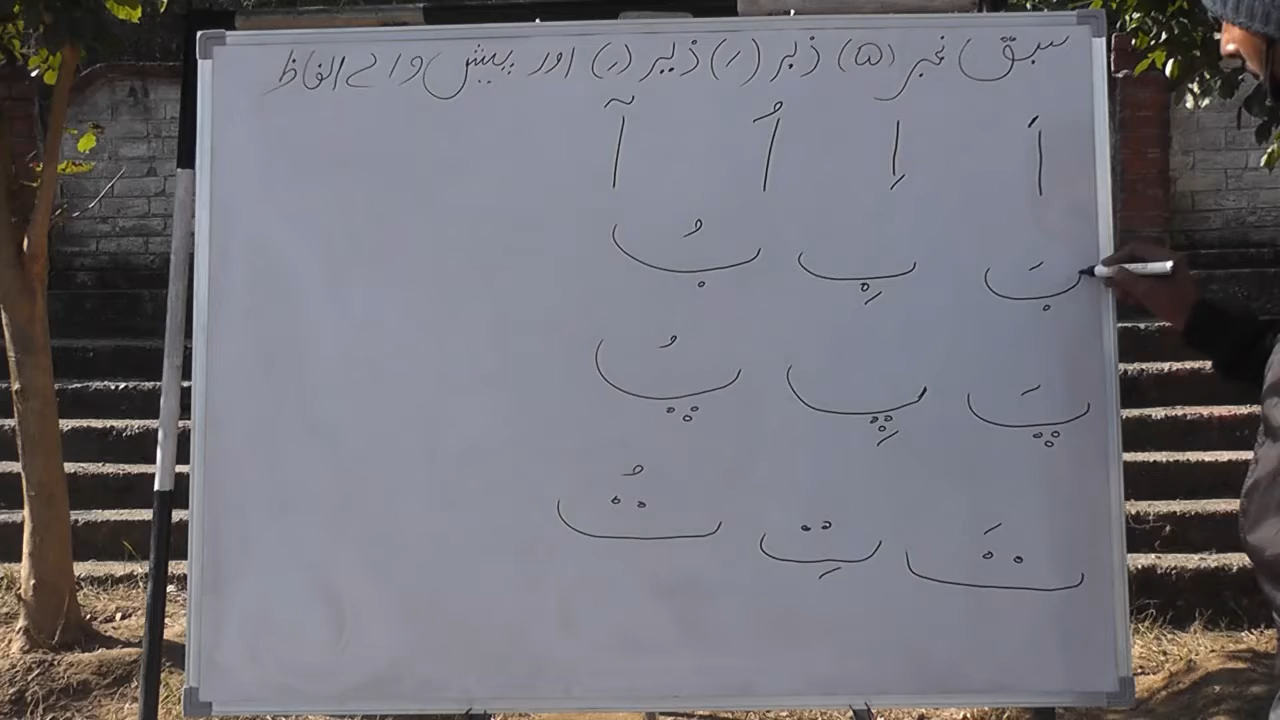 سبق نمبر (۵) زبر (َ) زیر (ِ) اور پیش والے الفاظ
اَ اِ اُ آ
بَ بِ بُ
پَ پِ پُ
تَ تِ تُ